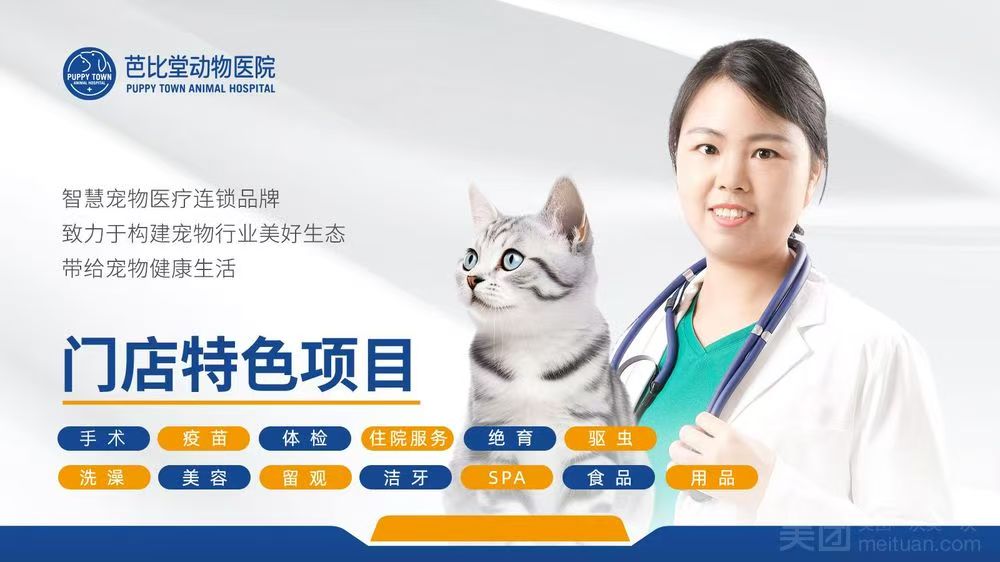 芭比堂动物医院
PUPPY TOWN ANIMAL HOSPITAL
PUPPY TOWN
ANIMAL HOSPITAL
智慧宠物医疗连锁品牌
致力于构建宠物行业美好生态
带给宠物健康生活
门店特色项目
手术 疫苗 体检 住院服务 绝育 驱虫
洗澡 美容 留观 洁牙 SPA 食品 用品
美团
meituan.com